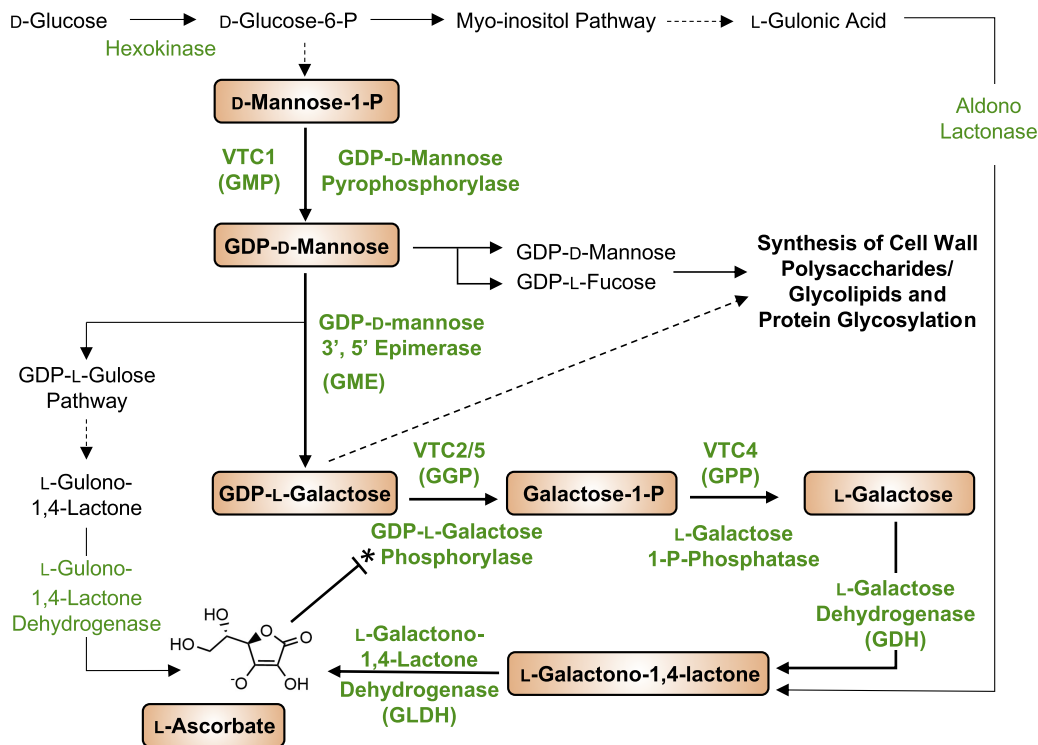 D-Glucose
D-Glucose-6-P
Myo-inositol Pathway
L-Gulonic Acid
Hexokinase
D-Mannose-1-P
Aldono
Lactonase
VTC1
(GMP)
GDP-D-Mannose
Pyrophosphorylase
GDP-D-Mannose
GDP-D-Mannose
GDP-L-Fucose
Synthesis of Cell Wall
Polysaccharides/
Glycolipids and
Protein Glycosylation
GDP-D-mannose
3’, 5’ Epimerase
(GME)
GDP-L-Gulose
Pathway
L-Gulono-
1,4-Lactone
L-Gulono-
1,4-Lactone
Dehydrogenase
GDP-L-Galactose
VTC2/5
(GGP)
GDP-L-Galactose
Phosphorylase
*
Galactose-1-P
VTC4
(GPP)
L-Galactose
1-P-Phosphatase
L-Galactose
L-Galactose
Dehydrogenase
(GDH)
L-Galactono-1,4-lactone
L-Galactono-
1,4-Lactone
Dehydrogenase
(GLDH)
HO
HO
O
O
-O
OH
L-Ascorbate